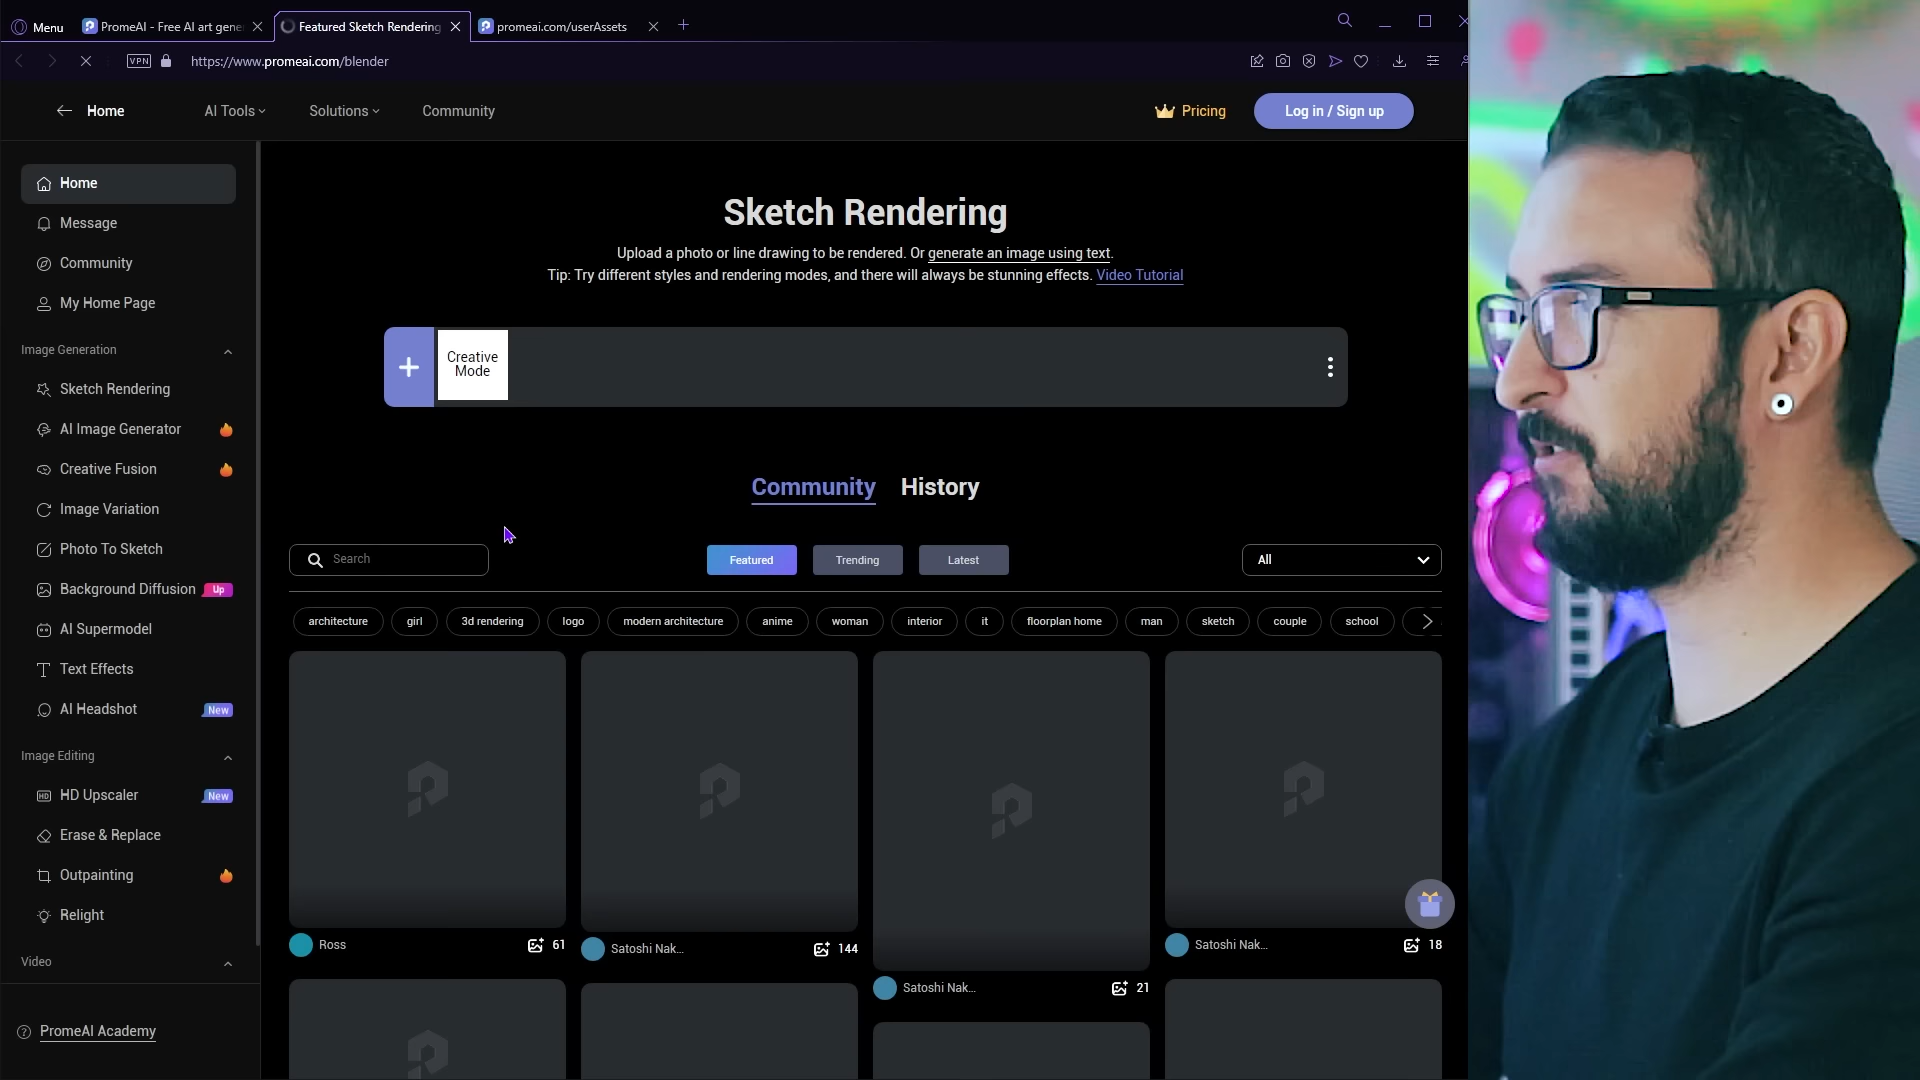 Menu
PromeAI - Free AI art gene
Featured Sketch Rendering
promeai.com/userAssets
VPN
https://www.promeai.com/blender
Home
AI Tools
Solutions
Community
Pricing
Log in / Sign up
Home
Message
Community
My Home Page
Image Generation
Sketch Rendering
AI Image Generator
Creative Fusion
Image Variation
Photo To Sketch
Background Diffusion
Up
AI Supermodel
Text Effects
AI Headshot
New
Image Editing
HD
HD Upscaler
New
Erase & Replace
Outpainting
Relight
Video
PromeAI Academy
Sketch Rendering
Upload a photo or line drawing to be rendered. Or generate an image using text.
Tip: Try different styles and rendering modes, and there will always be stunning effects. Video Tutorial
Creative
Mode
Community
History
Search
Featured
Trending
Latest
All
architecture
girl
3d rendering
logo
modern architecture
anime
woman
interior
it
floorplan home
man
sketch
couple
school
Ross
61
Satoshi Nak...
144
Satoshi Nak...
21
Satoshi Nak...
18